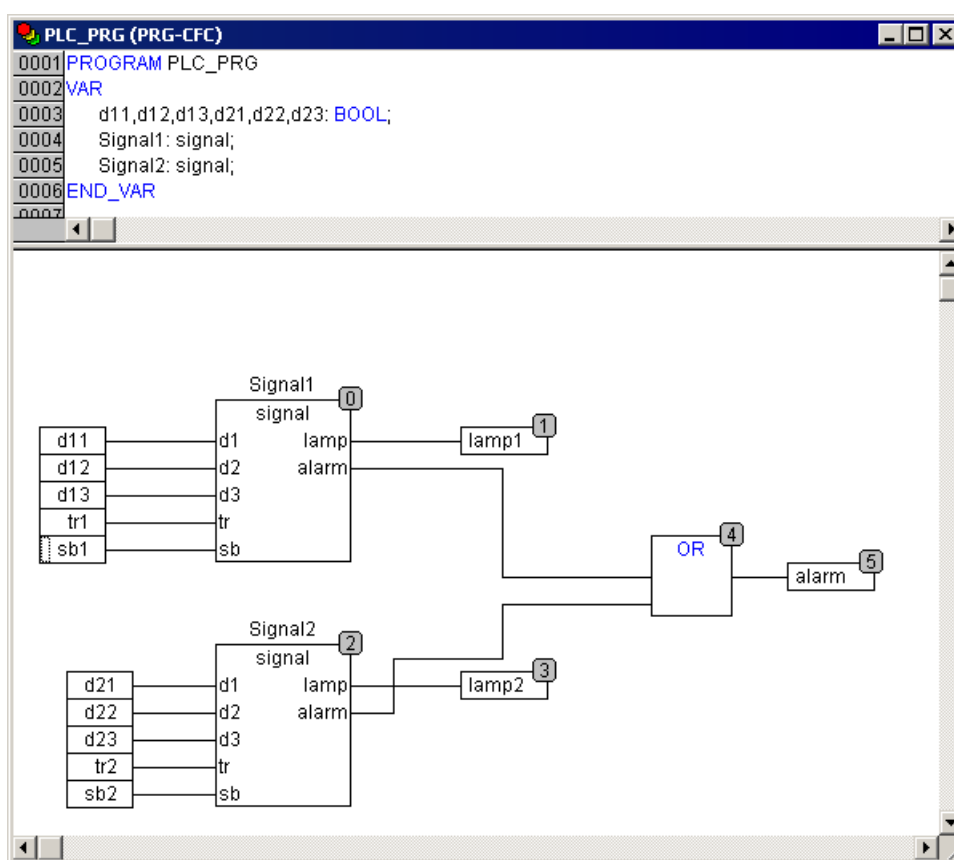 PLC_PRG (PRG-CFC)
0001 PROGRAM PLC_PRG
0002 VAR
0003 d11,d12,d13,d21,d22,d23: BOOL;
0004 Signal1: signal;
0005 Signal2: signal;
0006 END_VAR
0007
Signal1
0
signal
d11 d1 lamp lamp1 1
d12 d2 alarm
d13 d3
tr1 tr
sb1 sb
OR 4
alarm 5
Signal2
2
signal
d21 d1 lamp lamp2 3
d22 d2 alarm
d23 d3
tr2 tr
sb2 sb